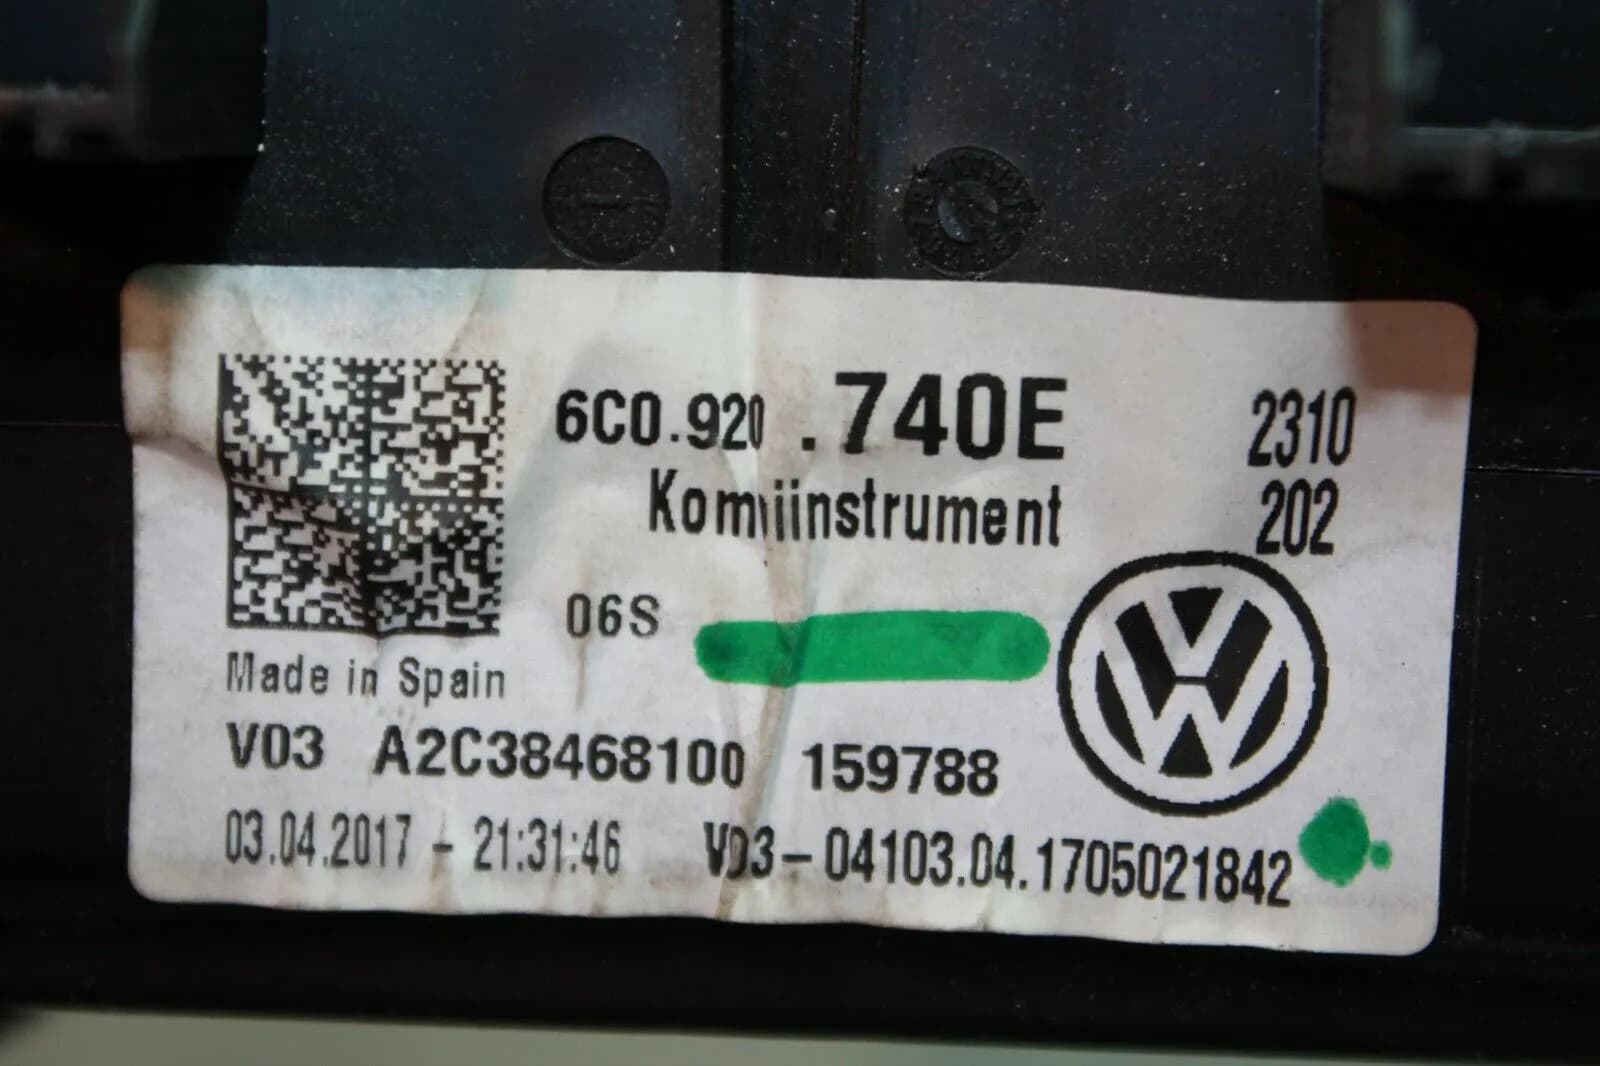 6C0.920 .740E 2310
Komiinstrument 202
06S
Made in Spain
V03 A2C38468100 159788
03.04.2017 - 21:31:46 V03-04103.04.1705021842